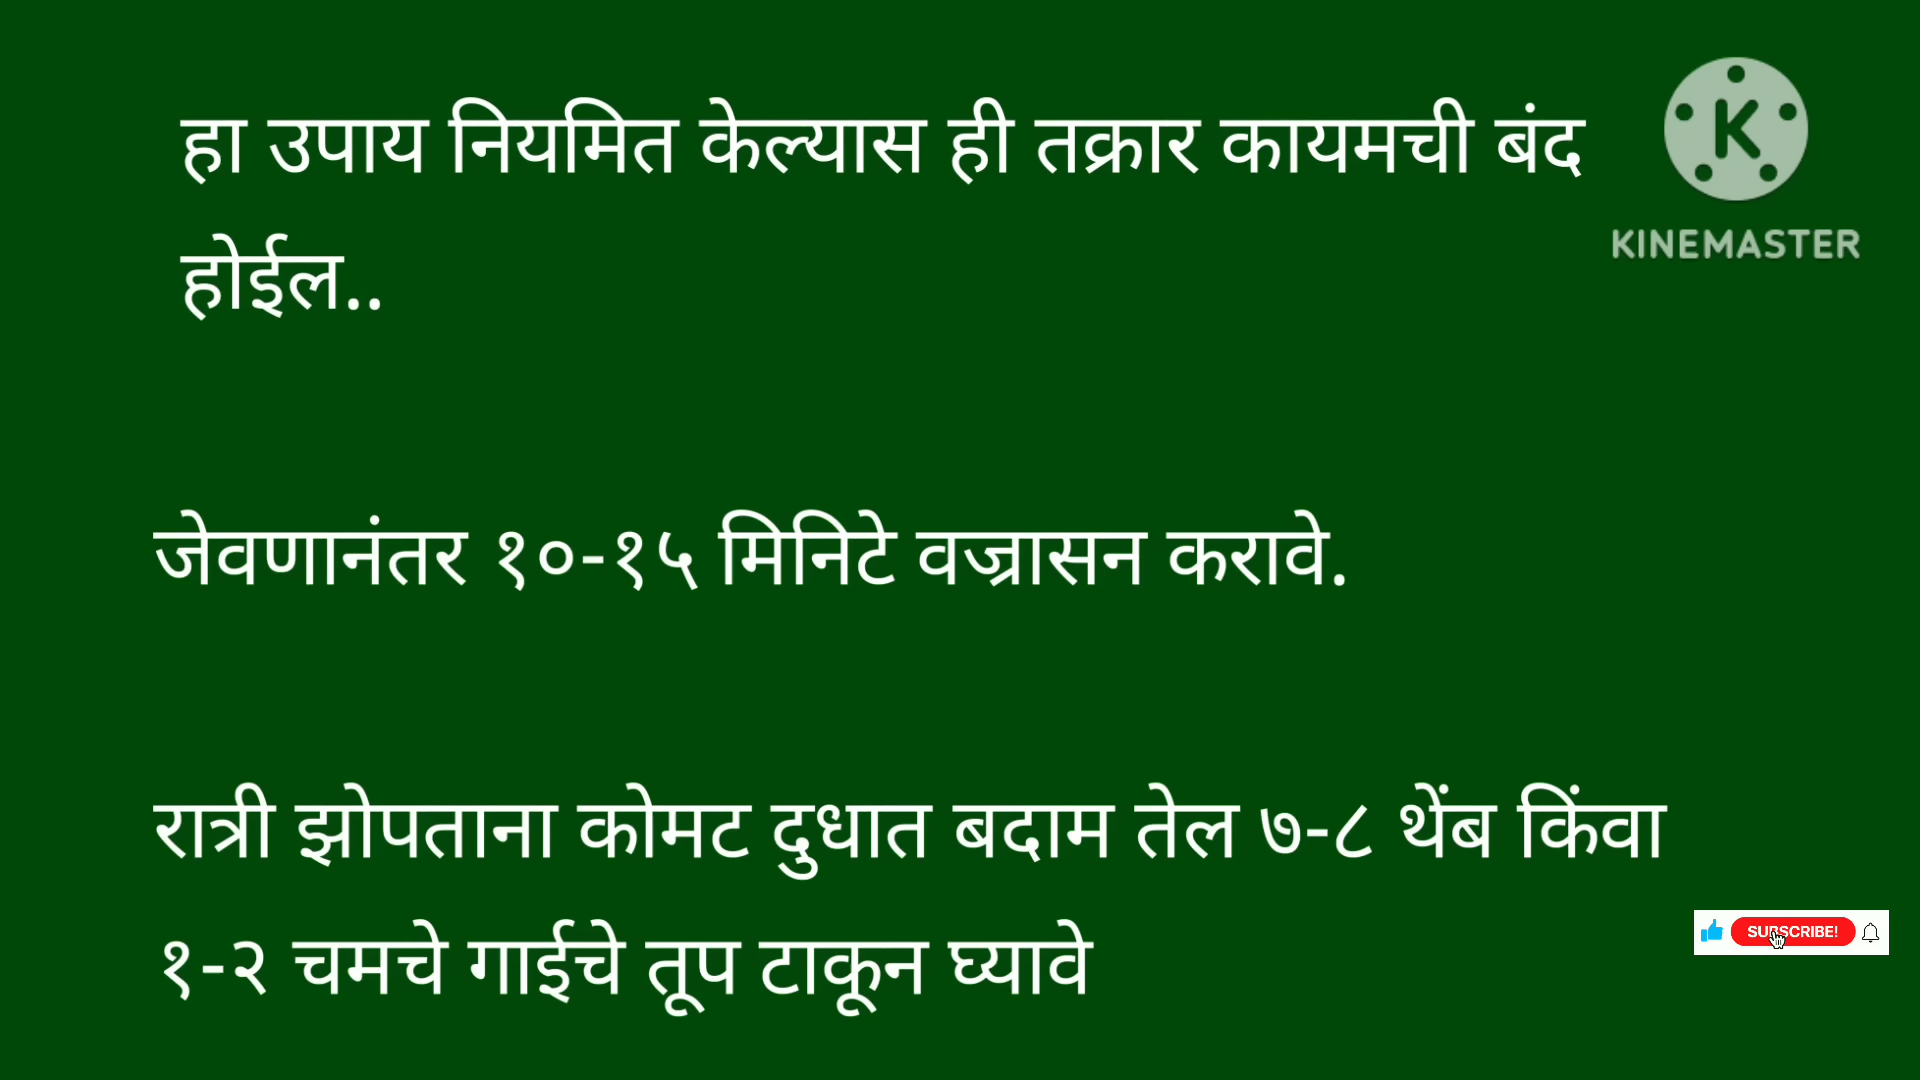 हा उपाय नियमित केल्यास ही तक्रार कायमची बंद
होईल..
KINEMASTER
जेवणानंतर १०-१५ मिनिटे वज्रासन करावे.
रात्री झोपताना कोमट दुधात बदाम तेल ७-८ थेंब किंवा
१-२ चमचे गाईचे तूप टाकून घ्यावे
SUBSCRIBE!